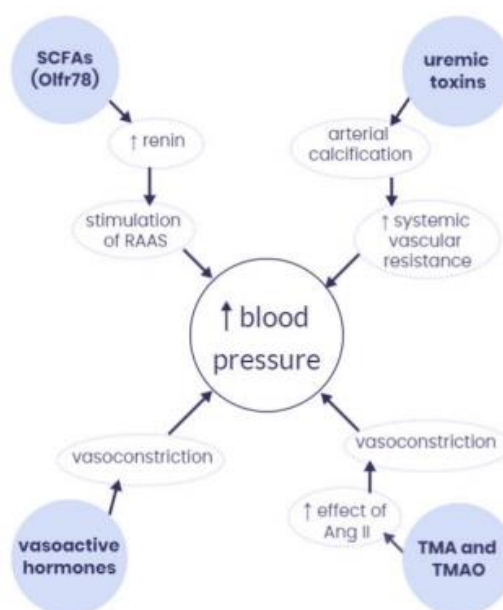 SCFAs
(Olfr78)
↑ renin
stimulation
of RAAS
uremic
toxins
arterial
calcification
↑ systemic
vascular
resistance
↑ blood
pressure
vasoconstriction
vasoactive
hormones
vasoconstriction
↑ effect of
Ang II
TMA and
TMAO